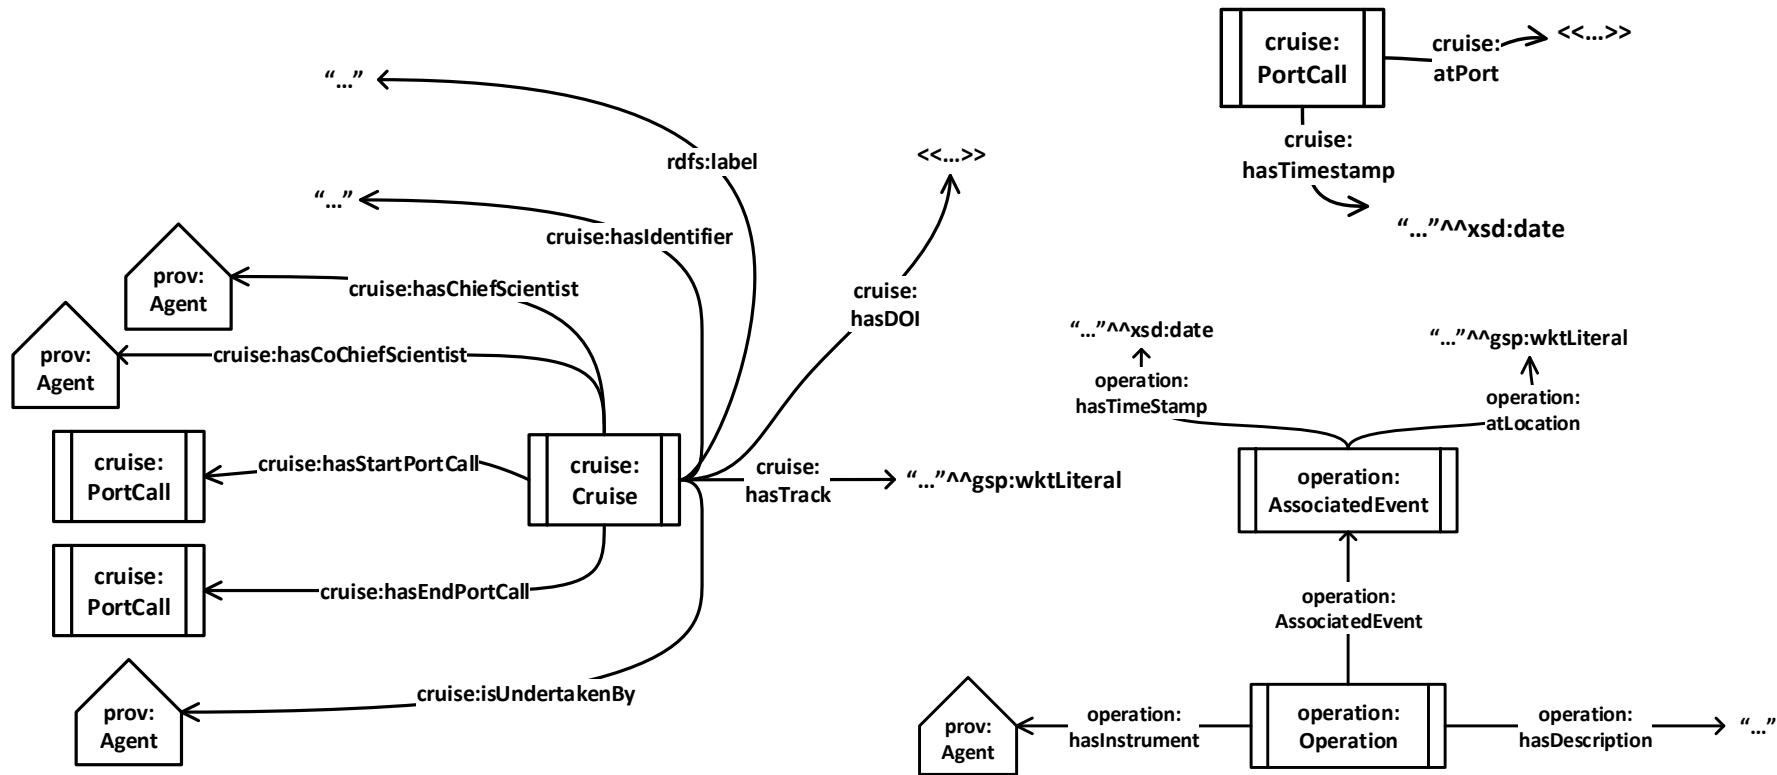 “...”
rdfs:label
“...”
cruise:hasIdentifier
prov:
Agent
cruise:hasChiefScientist
prov:
Agent
cruise:hasCoChiefScientist
cruise:
PortCall
cruise:hasStartPortCall
cruise:
Cruise
cruise:
PortCall
cruise:hasEndPortCall
prov:
Agent
cruise:isUndertakenBy
<<...>>
cruise:
hasDOI
cruise:
hasTrack
“...”^^gsp:wktLiteral
cruise:
PortCall
cruise:
atPort
<<...>>
cruise:
hasTimestamp
“...”^^xsd:date
“...”^^xsd:date
operation:
hasTimeStamp
“...”^^gsp:wktLiteral
operation:
atLocation
operation:
AssociatedEvent
operation:
AssociatedEvent
prov:
Agent
operation:
hasInstrument
operation:
Operation
operation:
hasDescription
“...”